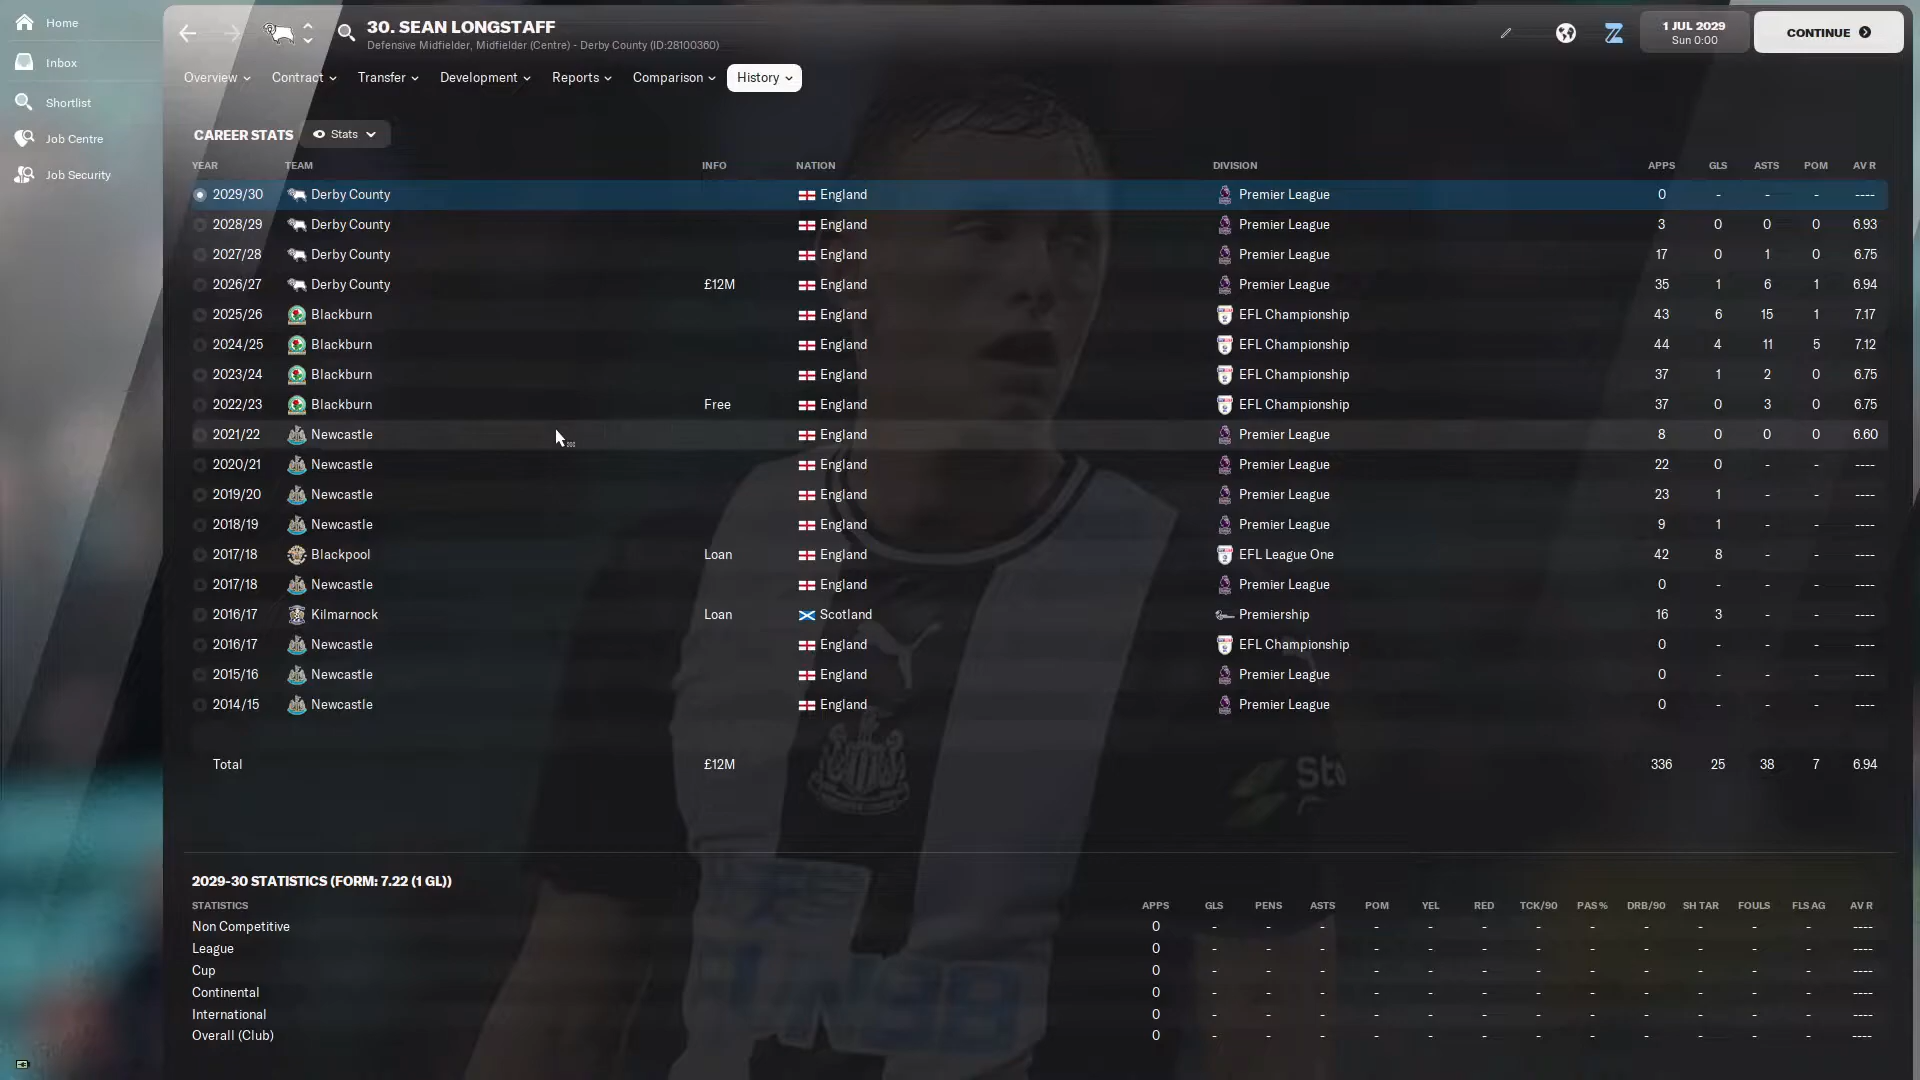 Home
Inbox
Shortlist
Job Centre
Job Security
30. SEAN LONGSTAFF
Defensive Midfielder, Midfielder (Centre) - Derby County (ID:28100360)
1 JUL 2029
Sun 0:00
CONTINUE
Overview Contract Transfer Development Reports Comparison History
CAREER STATS Stats
YEAR TEAM INFO NATION DIVISION APPS GLS ASTS POM AV R
2029/30 Derby County England Premier League 0 - - - ----
2028/29 Derby County England Premier League 3 0 0 0 6.93
2027/28 Derby County England Premier League 17 0 1 0 6.75
2026/27 Derby County £12M England Premier League 35 1 6 1 6.94
2025/26 Blackburn England EFL Championship 43 6 15 1 7.17
2024/25 Blackburn England EFL Championship 44 4 11 5 7.12
2023/24 Blackburn England EFL Championship 37 1 2 0 6.75
2022/23 Blackburn Free England EFL Championship 37 0 3 0 6.75
2021/22 Newcastle England Premier League 8 0 0 0 6.60
2020/21 Newcastle England Premier League 22 0 - - ----
2019/20 Newcastle England Premier League 23 1 - - ----
2018/19 Newcastle England Premier League 9 1 - - ----
2017/18 Blackpool Loan England EFL League One 42 8 - - ----
2017/18 Newcastle England Premier League 0 - - - ----
2016/17 Kilmarnock Loan Scotland Premiership 16 3 - - ----
2016/17 Newcastle England EFL Championship 0 - - - ----
2015/16 Newcastle England Premier League 0 - - - ----
2014/15 Newcastle England Premier League 0 - - - ----
Total £12M 336 25 38 7 6.94
2029-30 STATISTICS (FORM: 7.22 (1 GL))
STATISTICS APPS GLS PENS ASTS POM YEL RED TCK/90 PAS % DRB/90 SH TAR FOULS FLS AG AV R
Non Competitive 0 - - - - - - - - - - - - ----
League 0 - - - - - - - - - - - - ----
Cup 0 - - - - - - - - - - - - ----
Continental 0 - - - - - - - - - - - - ----
International 0 - - - - - - - - - - - - ----
Overall (Club) 0 - - - - - - - - - - - - ----